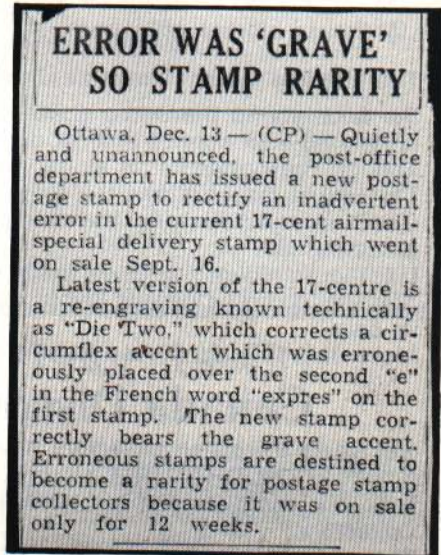 ERROR WAS 'GRAVE'
SO STAMP RARITY
Ottawa, Dec. 13 — (CP) — Quietly
and unannounced, the post-office
department has issued a new post-
age stamp to rectify an inadvertent
error in the current 17-cent airmail-
special delivery stamp which went
on sale Sept. 16.
Latest version of the 17-centre is
a re-engraving known technically
as "Die Two," which corrects a cir-
cumflex accent which was errone-
ously placed over the second "e"
in the French word "expres" on the
first stamp. The new stamp cor-
rectly bears the grave accent.
Erroneous stamps are destined to
become a rarity for postage stamp
collectors because it was on sale
only for 12 weeks.